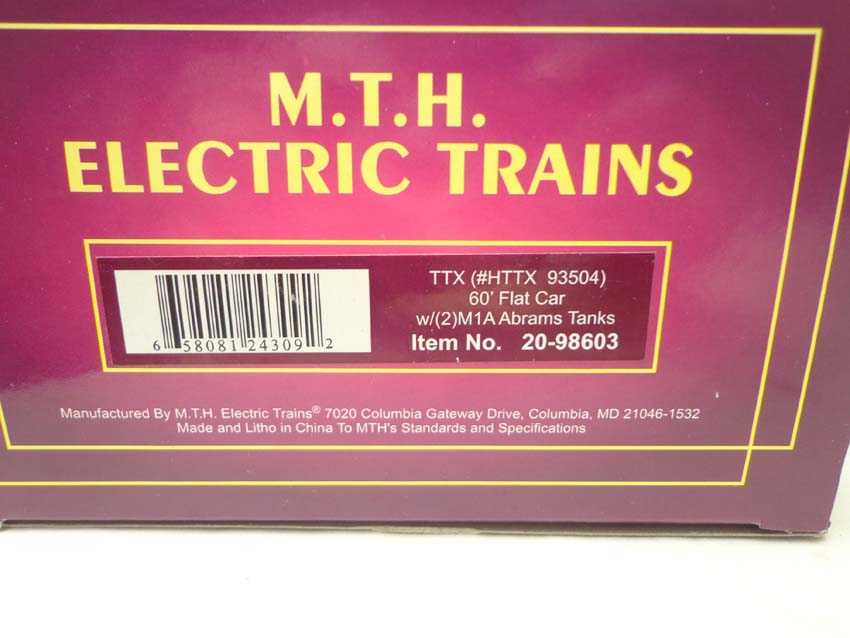 M.T.H.
ELECTRIC TRAINS
TTX (#HTTX 93504)
60' Flat Car
w/(2)M1A Abrams Tanks
Item No. 20-98603
6 58081 24309 2
Manufactured By M.T.H. Electric Trains® 7020 Columbia Gateway Drive, Columbia, MD 21046-1532
Made and Litho in China To MTH's Standards and Specifications